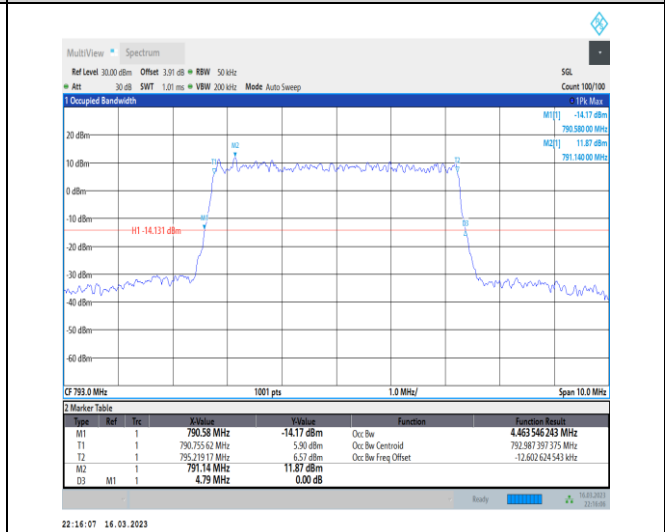 MultiView Spectrum
Ref Level 30.00 dBm Offset 3.91 dB RBW 50 kHz SGL
Att 30 dB SWT 1.01 ms VBW 200 kHz Mode Auto Sweep Count 100/100
1 Occupied Bandwidth 1Pk Max
M1[1] -14.17 dBm
790.580 00 MHz
M2[1] 11.87 dBm
791.140 00 MHz
20 dBm
M2
T1 T2
10 dBm
0 dBm
-10 dBm
M1 D3
H1 -14.131 dBm
-20 dBm
-30 dBm
-40 dBm
-50 dBm
-60 dBm
CF 793.0 MHz 1001 pts 1.0 MHz/ Span 10.0 MHz
2 Marker Table
Type Ref Trc X-Value Y-Value Function Function Result
M1 1 790.58 MHz -14.17 dBm Occ Bw 4.463 546 243 MHz
T1 1 790.755 62 MHz 5.90 dBm Occ Bw Centroid 792.987 397 375 MHz
T2 1 795.219 17 MHz 6.57 dBm Occ Bw Freq Offset -12.602 624 543 kHz
M2 1 791.14 MHz 11.87 dBm
D3 M1 1 4.79 MHz 0.00 dB
Ready 16.03.2023
22:16:06
22:16:07 16.03.2023